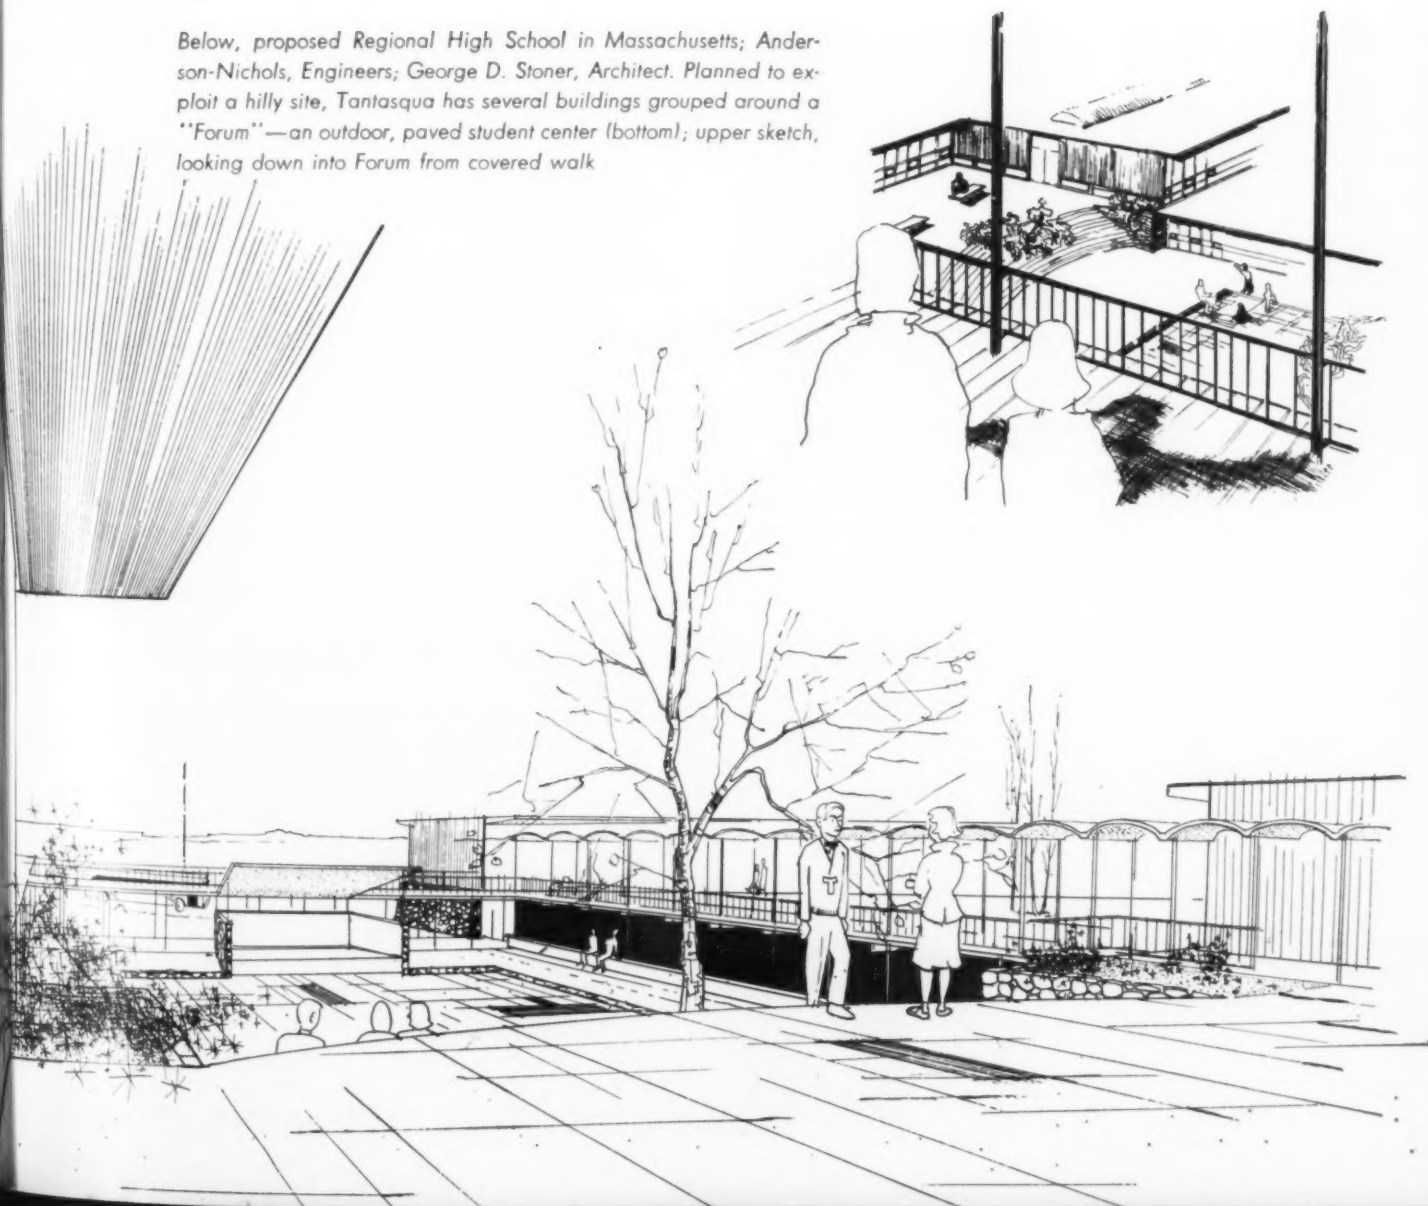 Below, proposed Regional High School in Massachusetts; Ander-
son-Nichols, Engineers; George D. Stoner, Architect. Planned to ex-
ploit a hilly site, Tantasqua has several buildings grouped around a
"Forum"—an outdoor, paved student center (bottom); upper sketch,
looking down into Forum from covered walk
T